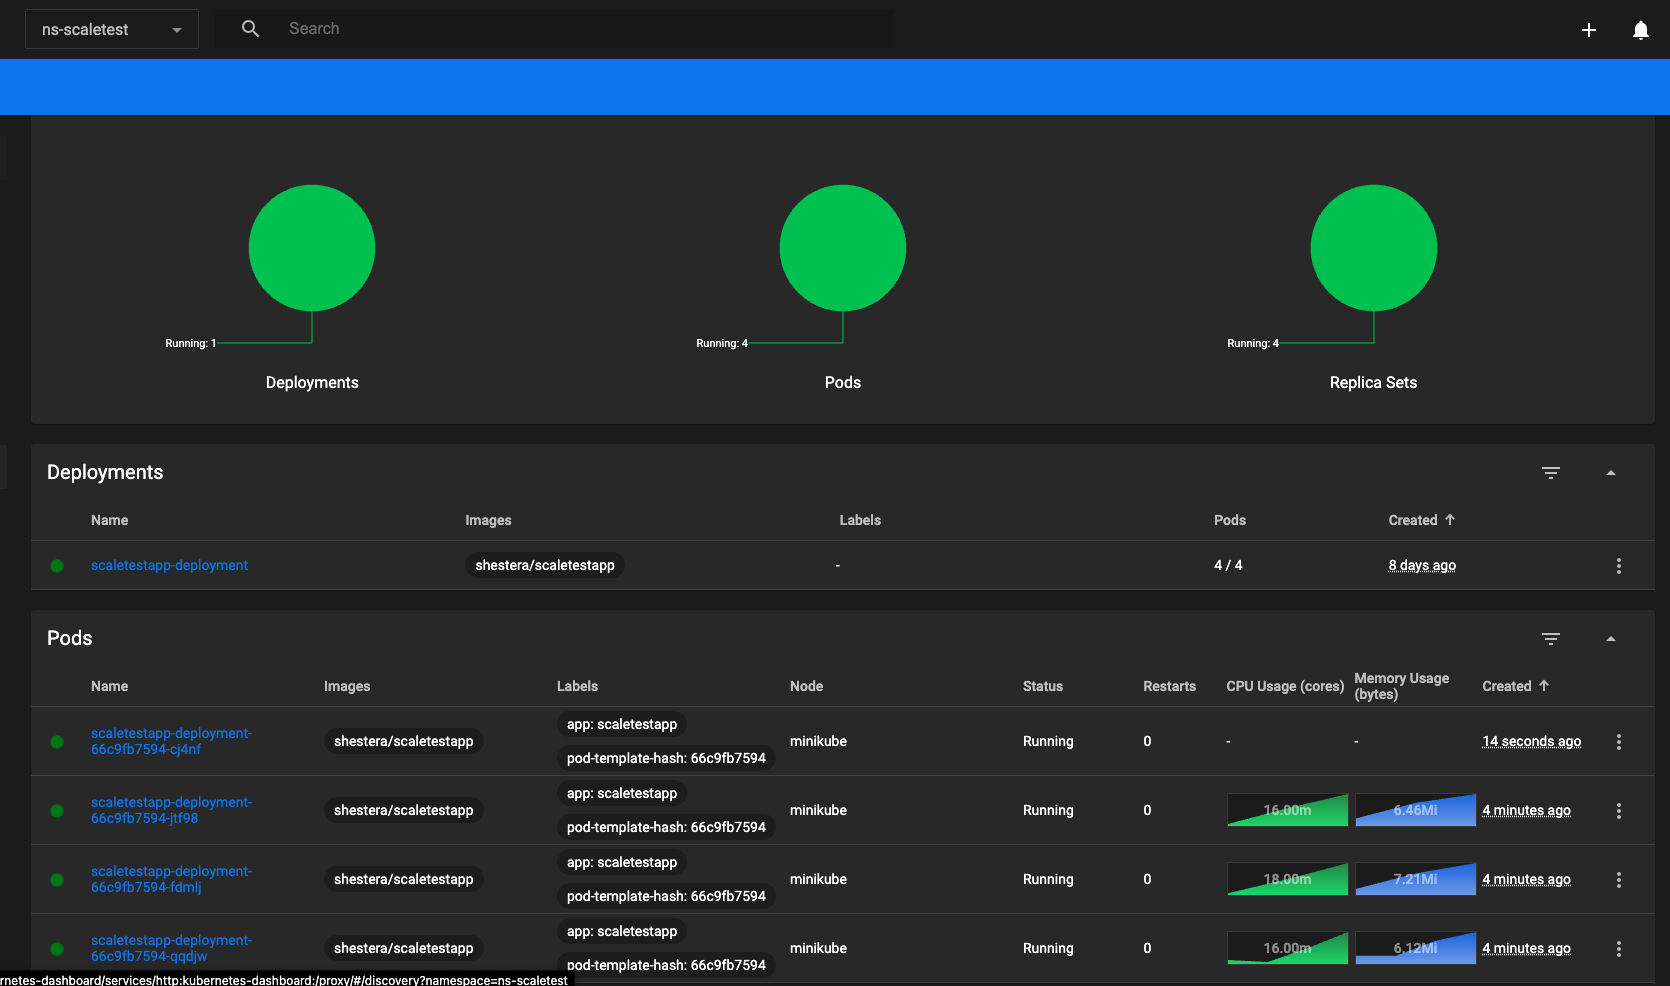 ns-scaletest
Search
Running: 1
Running: 4
Running: 4
Deployments
Pods
Replica Sets
Deployments
Name Images Labels Pods Created
scaletestapp-deployment shestera/scaletestapp - 4 / 4 8 days ago
Pods
Name Images Labels Node Status Restarts CPU Usage (cores) Memory Usage (bytes) Created
scaletestapp-deployment-
66c9fb7594-cj4nf
shestera/scaletestapp
app: scaletestapp
pod-template-hash: 66c9fb7594
minikube Running 0 - - 14 seconds ago
scaletestapp-deployment-
66c9fb7594-jtf98
shestera/scaletestapp
app: scaletestapp
pod-template-hash: 66c9fb7594
minikube Running 0 16.00m 6.46Mi 4 minutes ago
scaletestapp-deployment-
66c9fb7594-fdmlj
shestera/scaletestapp
app: scaletestapp
pod-template-hash: 66c9fb7594
minikube Running 0 18.00m 7.21Mi 4 minutes ago
scaletestapp-deployment-
66c9fb7594-qqdjw
shestera/scaletestapp
app: scaletestapp
pod-template-hash: 66c9fb7594
minikube Running 0 16.00m 6.12Mi 4 minutes ago
rnetes-dashboard/services/http:kubernetes-dashboard:/proxy/#/discovery?namespace=ns-scaletest